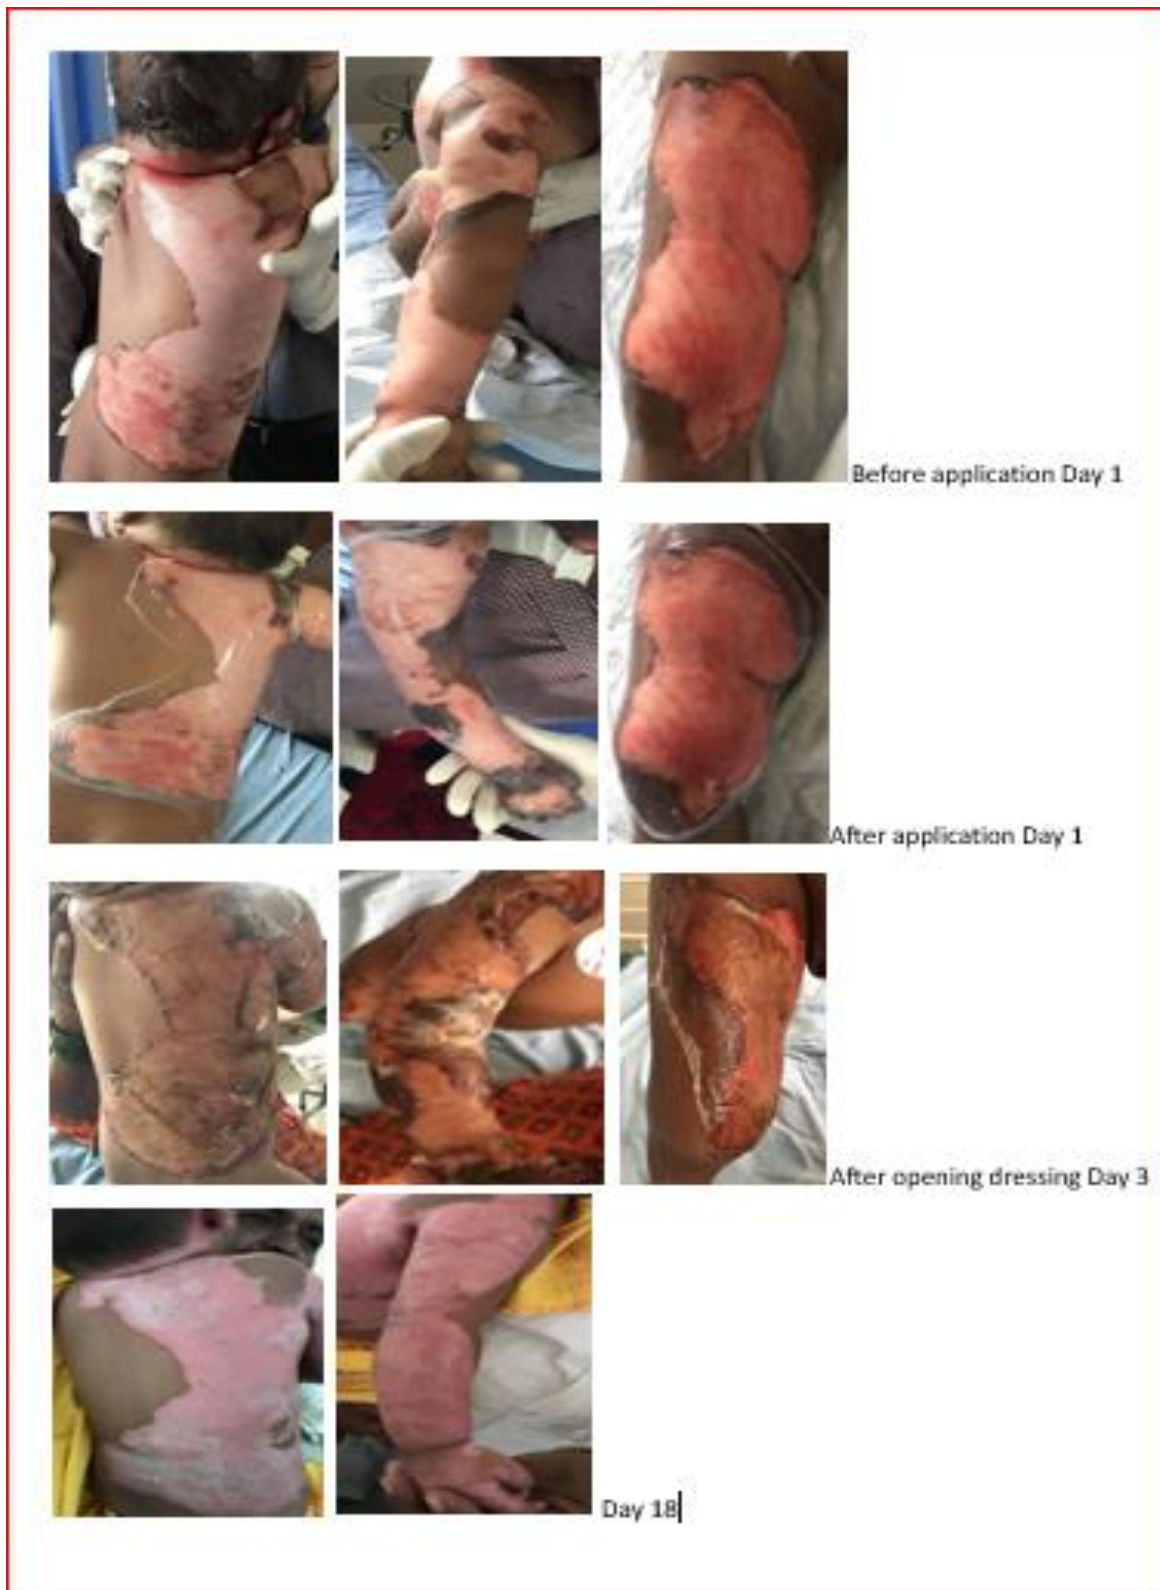 Before application Day 1
After application Day 1
After opening dressing Day 3
Day 18